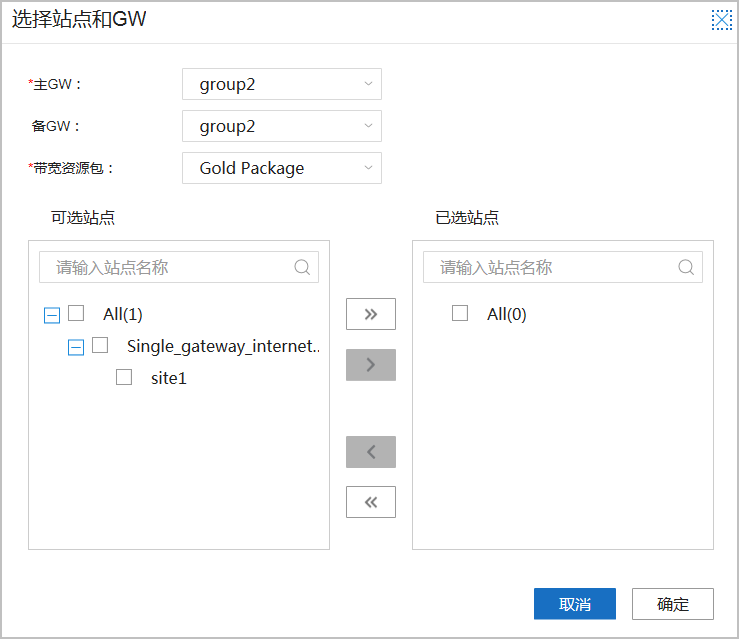 选择站点和GW
*主GW：
group2
备GW：
group2
*带宽资源包：
Gold Package
可选站点
已选站点
请输入站点名称
请输入站点名称
All(1)
All(0)
Single_gateway_internet..
site1
取消
确定